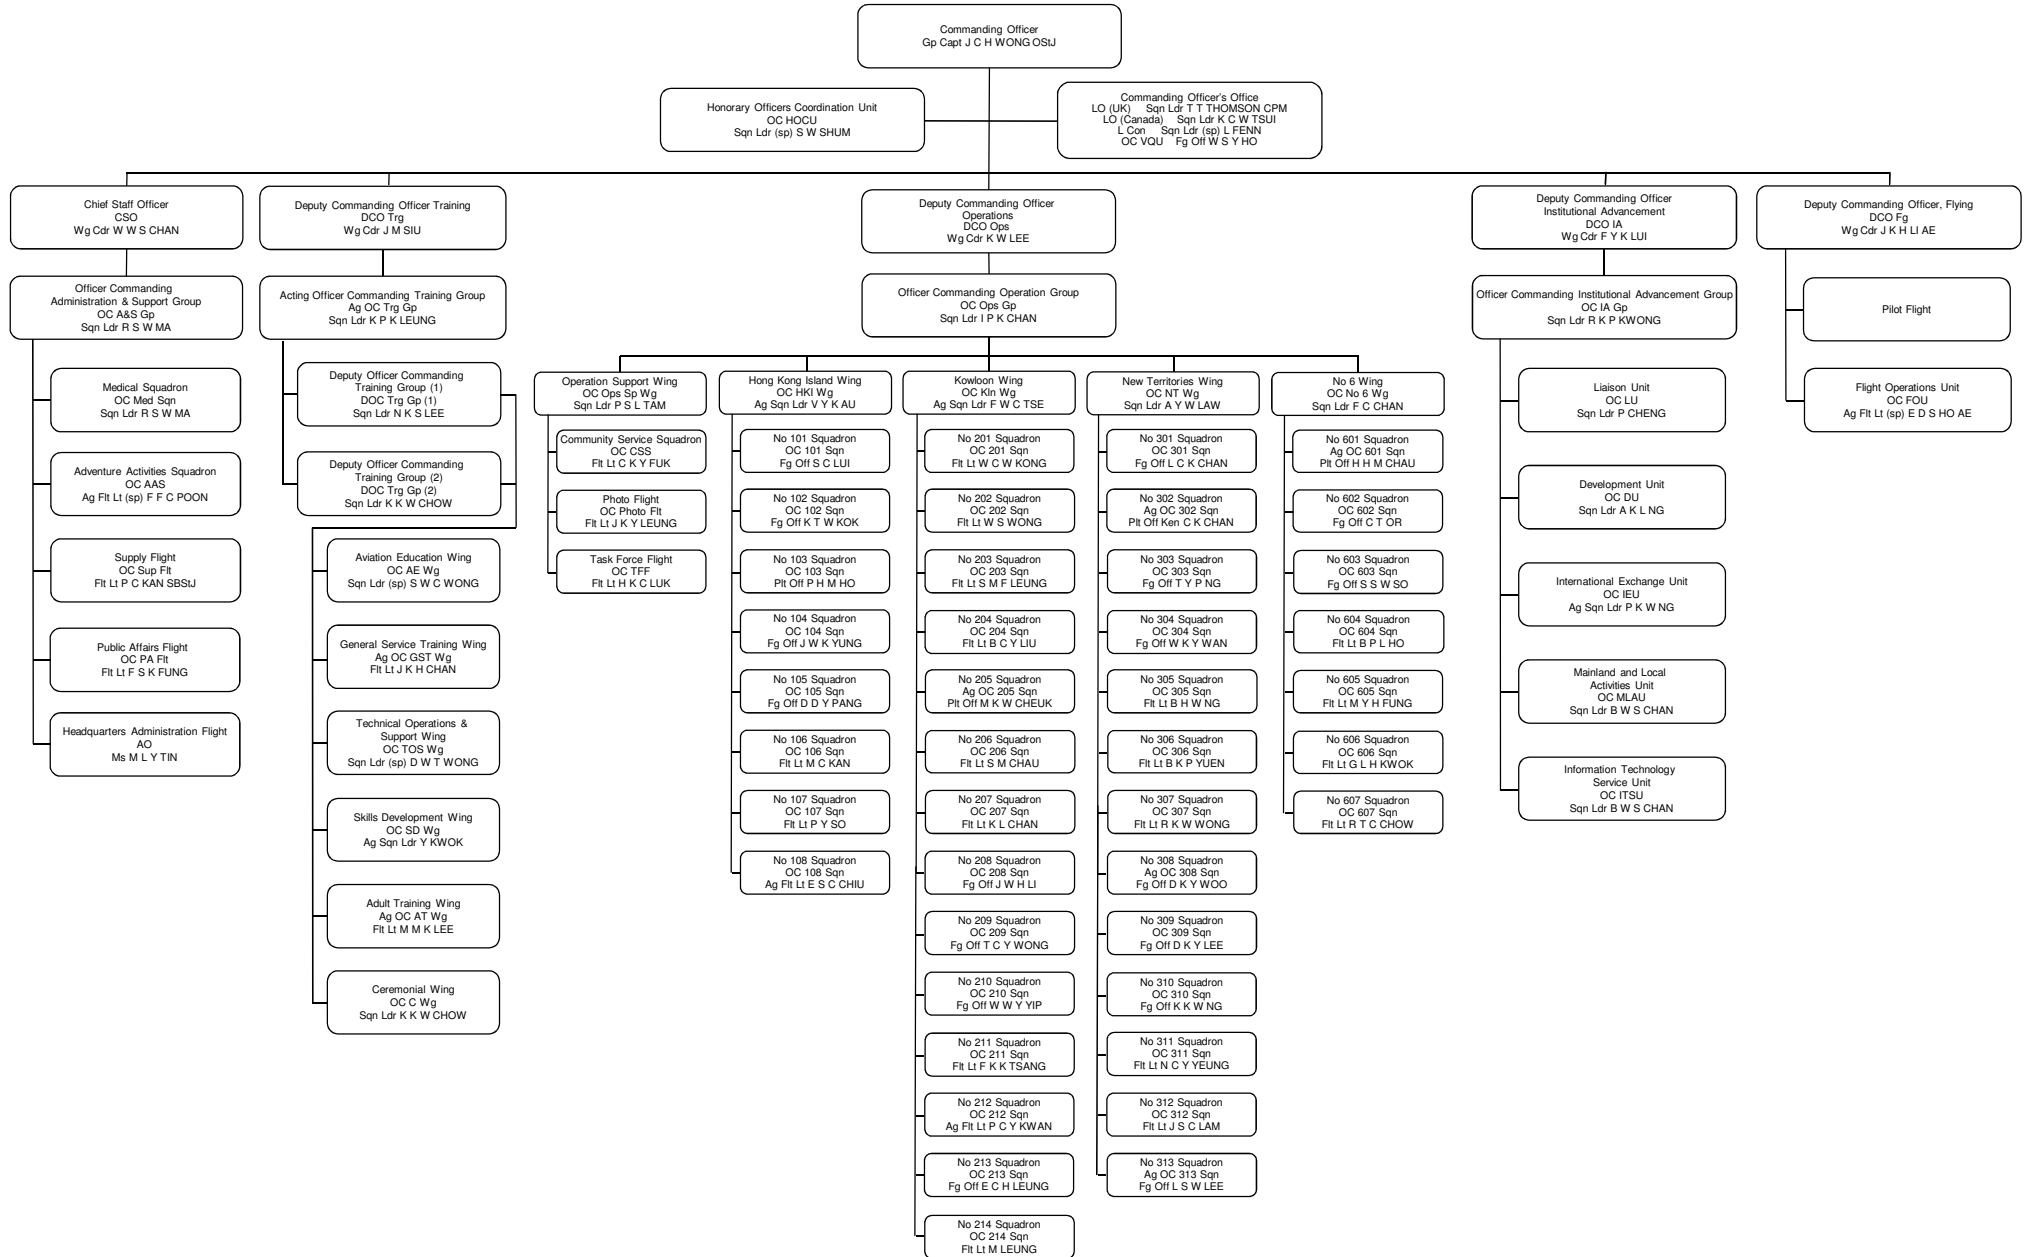 Commanding Officer
Gp Capt J C H WONG OStJ
Honorary Officers Coordination Unit
OC HOCU
Sqn Ldr (sp) S W SHUM
Commanding Officer's Office
LO (UK) Sqn Ldr T T THOMSON CPM
LO (Canada) Sqn Ldr K C W TSUI
L Con Sqn Ldr (sp) L FENN
OC VQU Fg Off W S Y HO
Chief Staff Officer
CSO
Wg Cdr W W S CHAN
Deputy Commanding Officer Training
DCO Trg
Wg Cdr J M SIU
Deputy Commanding Officer
Operations
DCO Ops
Wg Cdr K W LEE
Deputy Commanding Officer
Institutional Advancement
DCO IA
Wg Cdr F Y K LUI
Deputy Commanding Officer, Flying
DCO Fg
Wg Cdr J K H LI AE
Officer Commanding
Administration & Support Group
OC A&S Gp
Sqn Ldr R S W MA
Medical Squadron
OC Med Sqn
Sqn Ldr R S W MA
Adventure Activities Squadron
OC AAS
Ag Flt Lt (sp) F F C POON
Supply Flight
OC Sup Flt
Flt Lt P C KAN SBStJ
Public Affairs Flight
OC PA Flt
Flt Lt F S K FUNG
Headquarters Administration Flight
AO
Ms M L Y TIN
Acting Officer Commanding Training Group
Ag OC Trg Gp
Sqn Ldr K P K LEUNG
Deputy Officer Commanding
Training Group (1)
DOC Trg Gp (1)
Sqn Ldr N K S LEE
Deputy Officer Commanding
Training Group (2)
DOC Trg Gp (2)
Sqn Ldr K K W CHOW
Aviation Education Wing
OC AE Wg
Sqn Ldr (sp) S W C WONG
General Service Training Wing
Ag OC GST Wg
Flt Lt J K H CHAN
Technical Operations &
Support Wing
OC TOS Wg
Sqn Ldr (sp) D W T WONG
Skills Development Wing
OC SD Wg
Ag Sqn Ldr Y KWOK
Adult Training Wing
Ag OC AT Wg
Flt Lt M M K LEE
Ceremonial Wing
OC C Wg
Sqn Ldr K K W CHOW
Officer Commanding Operation Group
OC Ops Gp
Sqn Ldr I P K CHAN
Operation Support Wing
OC Ops Sp Wg
Sqn Ldr P S L TAM
Community Service Squadron
OC CSS
Flt Lt C K Y FUK
Photo Flight
OC Photo Flt
Flt Lt J K Y LEUNG
Task Force Flight
OC TFF
Flt Lt H K C LUK
Hong Kong Island Wing
OC HKI Wg
Ag Sqn Ldr V Y K AU
No 101 Squadron
OC 101 Sqn
Fg Off S C LUI
No 102 Squadron
OC 102 Sqn
Fg Off K T W KOK
No 103 Squadron
OC 103 Sqn
Plt Off P H M HO
No 104 Squadron
OC 104 Sqn
Fg Off J W K YUNG
No 105 Squadron
OC 105 Sqn
Fg Off D D Y PANG
No 106 Squadron
OC 106 Sqn
Flt Lt M C KAN
No 107 Squadron
OC 107 Sqn
Flt Lt P Y SO
No 108 Squadron
OC 108 Sqn
Ag Flt Lt E S C CHIU
Kowloon Wing
OC Kln Wg
Ag Sqn Ldr F W C TSE
No 201 Squadron
OC 201 Sqn
Flt Lt W C W KONG
No 202 Squadron
OC 202 Sqn
Flt Lt W S WONG
No 203 Squadron
OC 203 Sqn
Flt Lt S M F LEUNG
No 204 Squadron
OC 204 Sqn
Flt Lt B C Y LIU
No 205 Squadron
Ag OC 205 Sqn
Plt Off M K W CHEUK
No 206 Squadron
OC 206 Sqn
Flt Lt S M CHAU
No 207 Squadron
OC 207 Sqn
Flt Lt K L CHAN
No 208 Squadron
OC 208 Sqn
Fg Off J W H LI
No 209 Squadron
OC 209 Sqn
Fg Off T C Y WONG
No 210 Squadron
OC 210 Sqn
Fg Off W W Y YIP
No 211 Squadron
OC 211 Sqn
Flt Lt F K K TSANG
No 212 Squadron
OC 212 Sqn
Ag Flt Lt P C Y KWAN
No 213 Squadron
OC 213 Sqn
Fg Off E C H LEUNG
No 214 Squadron
OC 214 Sqn
Flt Lt M LEUNG
New Territories Wing
OC NT Wg
Sqn Ldr A Y W LAW
No 301 Squadron
OC 301 Sqn
Fg Off L C K CHAN
No 302 Squadron
Ag OC 302 Sqn
Plt Off Ken C K CHAN
No 303 Squadron
OC 303 Sqn
Fg Off T Y P NG
No 304 Squadron
OC 304 Sqn
Fg Off W K Y WAN
No 305 Squadron
OC 305 Sqn
Flt Lt B H W NG
No 306 Squadron
OC 306 Sqn
Flt Lt B K P YUEN
No 307 Squadron
OC 307 Sqn
Flt Lt R K W WONG
No 308 Squadron
Ag OC 308 Sqn
Fg Off D K Y WOO
No 309 Squadron
OC 309 Sqn
Fg Off D K Y LEE
No 310 Squadron
OC 310 Sqn
Fg Off K K W NG
No 311 Squadron
OC 311 Sqn
Flt Lt N C Y YEUNG
No 312 Squadron
OC 312 Sqn
Flt Lt J S C LAM
No 313 Squadron
Ag OC 313 Sqn
Fg Off L S W LEE
No 6 Wing
OC No 6 Wg
Sqn Ldr F C CHAN
No 601 Squadron
Ag OC 601 Sqn
Plt Off H H M CHAU
No 602 Squadron
OC 602 Sqn
Fg Off C T OR
No 603 Squadron
OC 603 Sqn
Fg Off S S W SO
No 604 Squadron
OC 604 Sqn
Flt Lt B P L HO
No 605 Squadron
OC 605 Sqn
Flt Lt M Y H FUNG
No 606 Squadron
OC 606 Sqn
Flt Lt G L H KWOK
No 607 Squadron
OC 607 Sqn
Flt Lt R T C CHOW
Officer Commanding Institutional Advancement Group
OC IA Gp
Sqn Ldr R K P KWONG
Liaison Unit
OC LU
Sqn Ldr P CHENG
Development Unit
OC DU
Sqn Ldr A K L NG
International Exchange Unit
OC IEU
Ag Sqn Ldr P K W NG
Mainland and Local
Activities Unit
OC MLAU
Sqn Ldr B W S CHAN
Information Technology
Service Unit
OC ITSU
Sqn Ldr B W S CHAN
Pilot Flight
Flight Operations Unit
OC FOU
Ag Flt Lt (sp) E D S HO AE